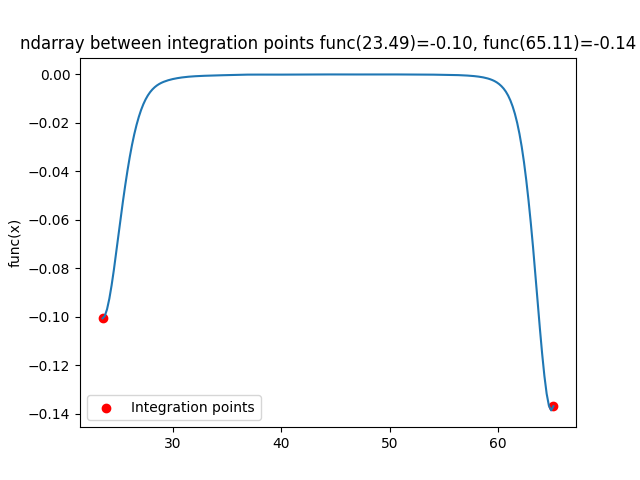 ndarray between integration points func(23.49)=-0.10, func(65.11)=-0.14
0.00
−0.02
−0.04
−0.06
−0.08
−0.10
−0.12
−0.14
func(x)
Integration points
30 40 50 60